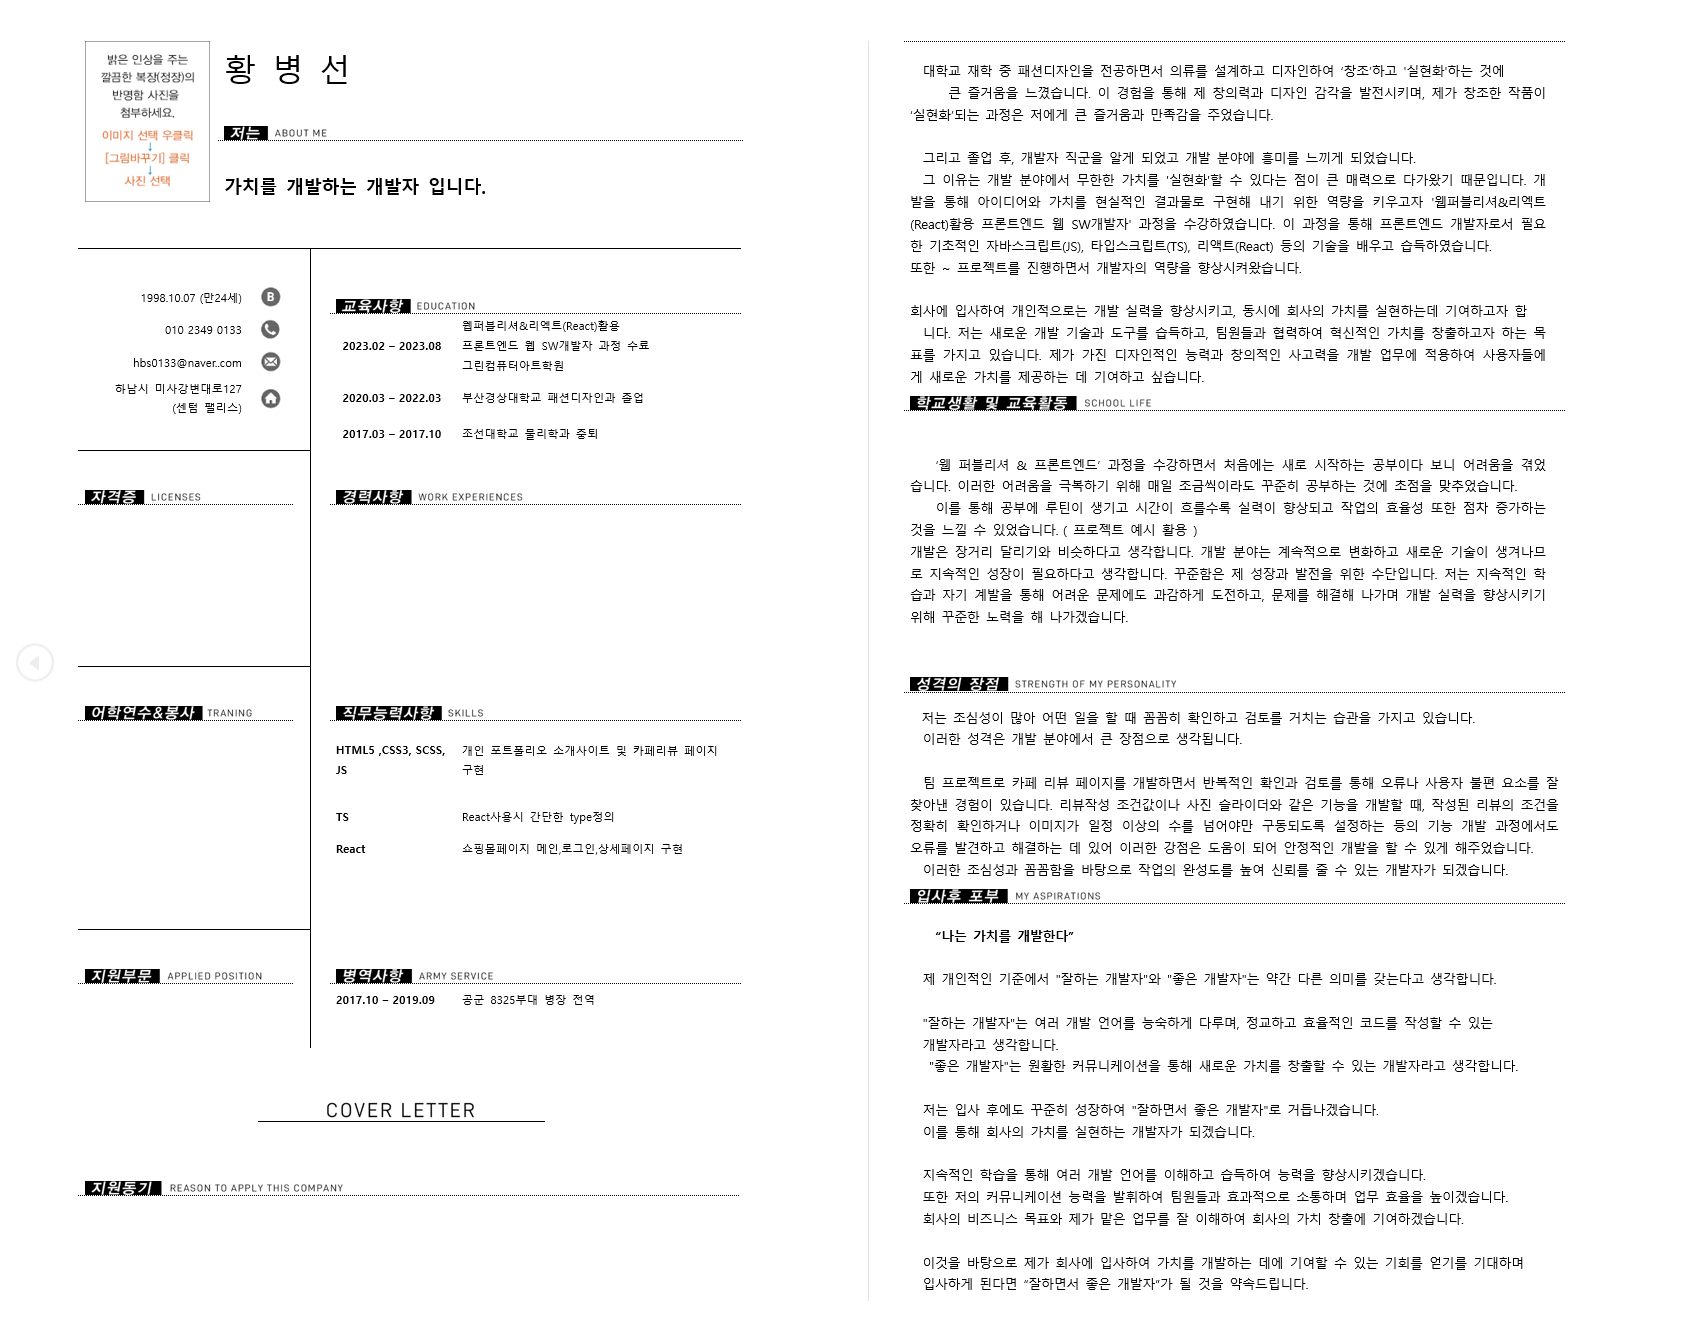 밝은 인상을 주는
깔끔한 복장(정장)의
반명함 사진을
첨부하세요.
이미지 선택 우클릭
↓
[그림바꾸기] 클릭
↓
사진 선택
황 병 선
저는 ABOUT ME
가치를 개발하는 개발자 입니다.
1998.10.07 (만24세) B
010 2349 0133
hbs0133@naver..com
하남시 미사강변대로127
(센텀 팰리스)
교육사항 EDUCATION
웹퍼블리셔&리엑트(React)활용
2023.02 – 2023.08 프론트엔드 웹 SW개발자 과정 수료
그린컴퓨터아트학원
2020.03 – 2022.03 부산경상대학교 패션디자인과 졸업
2017.03 – 2017.10 조선대학교 물리학과 중퇴
자격증 LICENSES
경력사항 WORK EXPERIENCES
어학연수&봉사 TRANING
직무능력사항 SKILLS
HTML5 ,CSS3, SCSS, 개인 포트폴리오 소개사이트 및 카페리뷰 페이지
JS 구현
TS React사용시 간단한 type정의
React 쇼핑몰페이지 메인,로그인,상세페이지 구현
지원부문 APPLIED POSITION
병역사항 ARMY SERVICE
2017.10 – 2019.09 공군 8325부대 병장 전역
COVER LETTER
지원동기 REASON TO APPLY THIS COMPANY
대학교 재학 중 패션디자인을 전공하면서 의류를 설계하고 디자인하여 '창조'하고 '실현화'하는 것에
큰 즐거움을 느꼈습니다. 이 경험을 통해 제 창의력과 디자인 감각을 발전시키며, 제가 창조한 작품이
'실현화'되는 과정은 저에게 큰 즐거움과 만족감을 주었습니다.
그리고 졸업 후, 개발자 직군을 알게 되었고 개발 분야에 흥미를 느끼게 되었습니다.
그 이유는 개발 분야에서 무한한 가치를 '실현화'할 수 있다는 점이 큰 매력으로 다가왔기 때문입니다. 개
발을 통해 아이디어와 가치를 현실적인 결과물로 구현해 내기 위한 역량을 키우고자 '웹퍼블리셔&리엑트
(React)활용 프론트엔드 웹 SW개발자' 과정을 수강하였습니다. 이 과정을 통해 프론트엔드 개발자로서 필요
한 기초적인 자바스크립트(JS), 타입스크립트(TS), 리액트(React) 등의 기술을 배우고 습득하였습니다.
또한 ~ 프로젝트를 진행하면서 개발자의 역량을 향상시켜왔습니다.
회사에 입사하여 개인적으로는 개발 실력을 향상시키고, 동시에 회사의 가치를 실현하는데 기여하고자 합
니다. 저는 새로운 개발 기술과 도구를 습득하고, 팀원들과 협력하여 혁신적인 가치를 창출하고자 하는 목
표를 가지고 있습니다. 제가 가진 디자인적인 능력과 창의적인 사고력을 개발 업무에 적용하여 사용자들에
게 새로운 가치를 제공하는 데 기여하고 싶습니다.
학교생활 및 교육활동 SCHOOL LIFE
‘웹 퍼블리셔 & 프론트엔드’ 과정을 수강하면서 처음에는 새로 시작하는 공부이다 보니 어려움을 겪었
습니다. 이러한 어려움을 극복하기 위해 매일 조금씩이라도 꾸준히 공부하는 것에 초점을 맞추었습니다.
이를 통해 공부에 루틴이 생기고 시간이 흐를수록 실력이 향상되고 작업의 효율성 또한 점차 증가하는
것을 느낄 수 있었습니다. ( 프로젝트 예시 활용 )
개발은 장거리 달리기와 비슷하다고 생각합니다. 개발 분야는 계속적으로 변화하고 새로운 기술이 생겨나므
로 지속적인 성장이 필요하다고 생각합니다. 꾸준함은 제 성장과 발전을 위한 수단입니다. 저는 지속적인 학
습과 자기 계발을 통해 어려운 문제에도 과감하게 도전하고, 문제를 해결해 나가며 개발 실력을 향상시키기
위해 꾸준한 노력을 해 나가겠습니다.
성격의 장점 STRENGTH OF MY PERSONALITY
저는 조심성이 많아 어떤 일을 할 때 꼼꼼히 확인하고 검토를 거치는 습관을 가지고 있습니다.
이러한 성격은 개발 분야에서 큰 장점으로 생각됩니다.
팀 프로젝트로 카페 리뷰 페이지를 개발하면서 반복적인 확인과 검토를 통해 오류나 사용자 불편 요소를 잘
찾아낸 경험이 있습니다. 리뷰작성 조건값이나 사진 슬라이더와 같은 기능을 개발할 때, 작성된 리뷰의 조건을
정확히 확인하거나 이미지가 일정 이상의 수를 넘어야만 구동되도록 설정하는 등의 기능 개발 과정에서도
오류를 발견하고 해결하는 데 있어 이러한 강점은 도움이 되어 안정적인 개발을 할 수 있게 해주었습니다.
이러한 조심성과 꼼꼼함을 바탕으로 작업의 완성도를 높여 신뢰를 줄 수 있는 개발자가 되겠습니다.
입사후 포부 MY ASPIRATIONS
“나는 가치를 개발한다”
제 개인적인 기준에서 "잘하는 개발자"와 "좋은 개발자"는 약간 다른 의미를 갖는다고 생각합니다.
"잘하는 개발자"는 여러 개발 언어를 능숙하게 다루며, 정교하고 효율적인 코드를 작성할 수 있는
개발자라고 생각합니다.
"좋은 개발자"는 원활한 커뮤니케이션을 통해 새로운 가치를 창출할 수 있는 개발자라고 생각합니다.
저는 입사 후에도 꾸준히 성장하여 "잘하면서 좋은 개발자"로 거듭나겠습니다.
이를 통해 회사의 가치를 실현하는 개발자가 되겠습니다.
지속적인 학습을 통해 여러 개발 언어를 이해하고 습득하여 능력을 향상시키겠습니다.
또한 저의 커뮤니케이션 능력을 발휘하여 팀원들과 효과적으로 소통하며 업무 효율을 높이겠습니다.
회사의 비즈니스 목표와 제가 맡은 업무를 잘 이해하여 회사의 가치 창출에 기여하겠습니다.
이것을 바탕으로 제가 회사에 입사하여 가치를 개발하는 데에 기여할 수 있는 기회를 얻기를 기대하며
입사하게 된다면 “잘하면서 좋은 개발자”가 될 것을 약속드립니다.